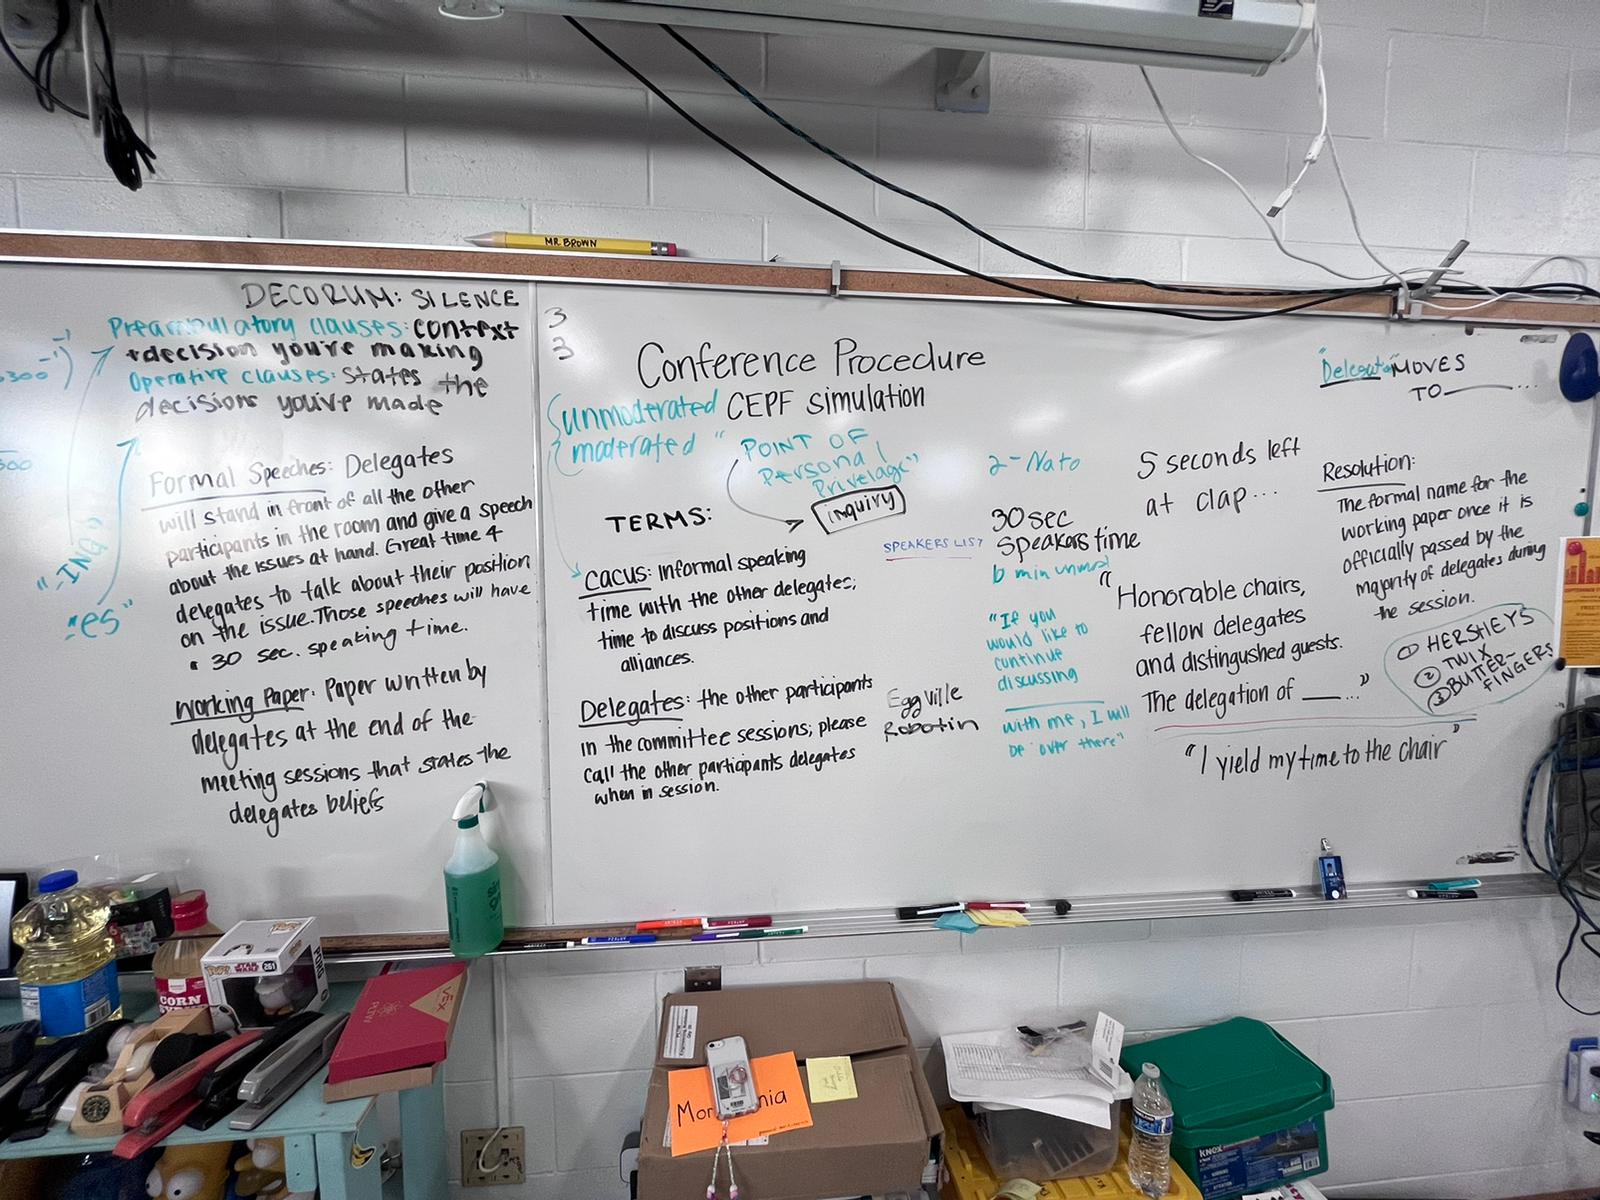 MR BROWN
DECORUM: SILENCE
Preambulatory clauses: context
+decision you're making
Operative clauses: States the
decisions you've made
"-ING"
"-es"
Formal Speeches: Delegates
will stand in front of all the other
participants in the room and give a speech
about the issues at hand. Great time 4
delegates to talk about their position
on the issue. Those speeches will have
• 30 sec. speaking time.
Working Paper: Paper written by
delegates at the end of the
meeting sessions that states the
delegates beliefs
3
3
Conference Procedure
CEPF simulation
unmoderated
moderated
"POINT OF
Personal
Privelage"
inquiry
TERMS:
CACUS: Informal speaking
time with the other delegates;
time to discuss positions and
alliances.
Delegates: the other participants
in the committee sessions; please
call the other participants delegates
when in session.
SPEAKERS LIST
Eggville
Robotin
2-Nato
30 sec
speakers time
6 min unmod
"If you
would like to
continue
discussing
with me, I will
be over there"
5 seconds left
at clap...
"Honorable chairs,
fellow delegates
and distingushed guests.
The delegation of ___..."
"I yield my time to the chair"
"Delegate" MOVES
TO ______...
Resolution:
The formal name for the
working paper once it is
officially passed by the
majority of delegates during
the session.
① HERSHEYS
② TWIX
③ BUTTER-
FINGERS
STAR WARS
261
PORG
CORN
VEX
Mor nia
KNEX